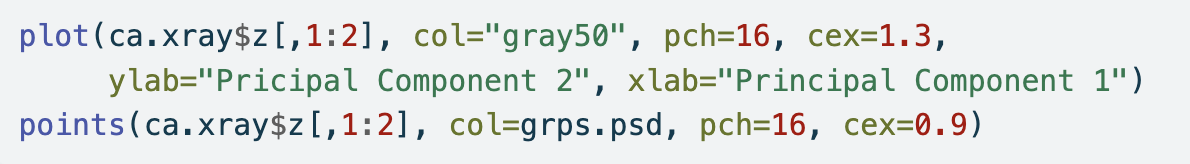 plot(ca.xray$z[,1:2], col="gray50", pch=16, cex=1.3,
     ylab="Pricipal Component 2", xlab="Principal Component 1")
points(ca.xray$z[,1:2], col=grps.psd, pch=16, cex=0.9)